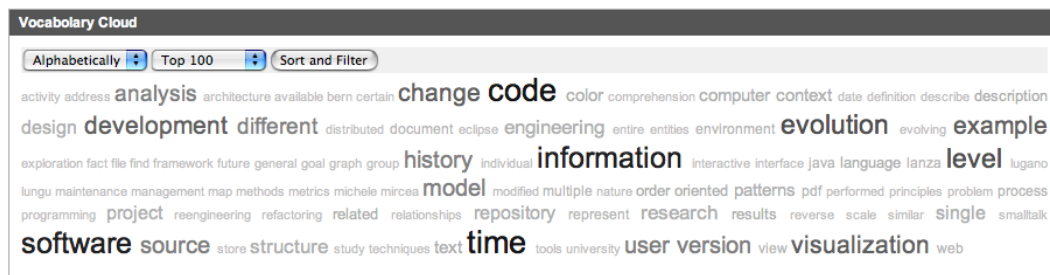 Vocabolary Cloud
Alphabetically Top 100 Sort and Filter
activity address analysis architecture available bern certain change code color comprehension computer context date definition describe description
design development different distributed document eclipse engineering entire entities environment evolution evolving example
exploration fact file find framework future general goal graph group history individual information interactive interface java language lanza level lugano
lungu maintenance management map methods metrics michele mircea model modified multiple nature order oriented patterns pdf performed principles problem process
programming project reengineering refactoring related relationships repository represent research results reverse scale similar single smalltalk
software source store structure study techniques text time tools university user version view visualization web